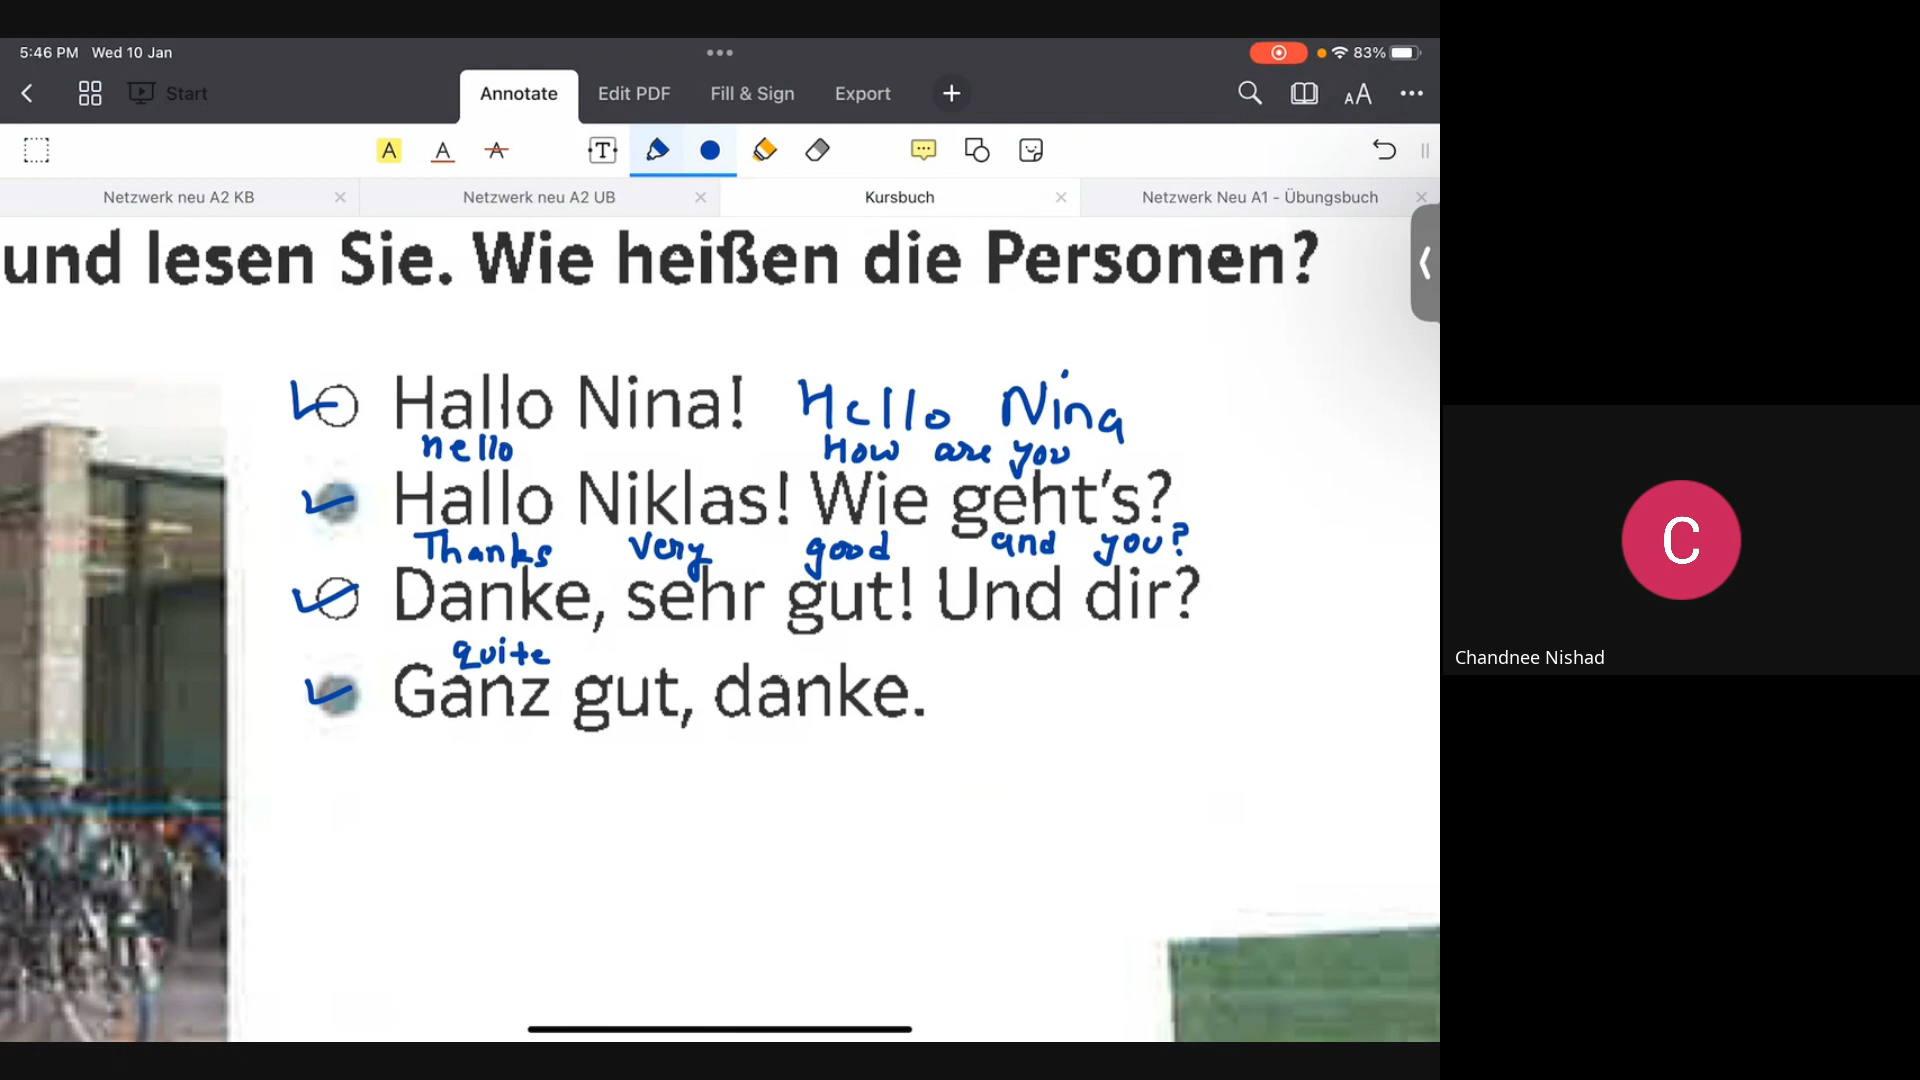 5:46 PM Wed 10 Jan
83%
Start
Annotate
Edit PDF
Fill & Sign
Export
A A A T
AA
Netzwerk neu A2 KB
Netzwerk neu A2 UB
Kursbuch
Netzwerk Neu A1 - Übungsbuch
und lesen Sie. Wie heißen die Personen?
Hallo Nina! Hello Nina
hello How are you
Hallo Niklas! Wie geht's?
Thanks very good and you?
Danke, sehr gut! Und dir?
quite
Ganz gut, danke.
C
Chandnee Nishad